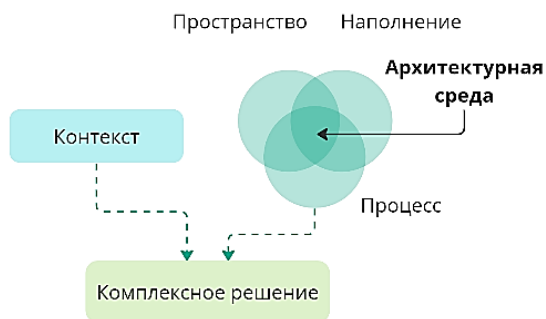 Пространство
Наполнение
Архитектурная
среда
Контекст
Процесс
Комплексное решение